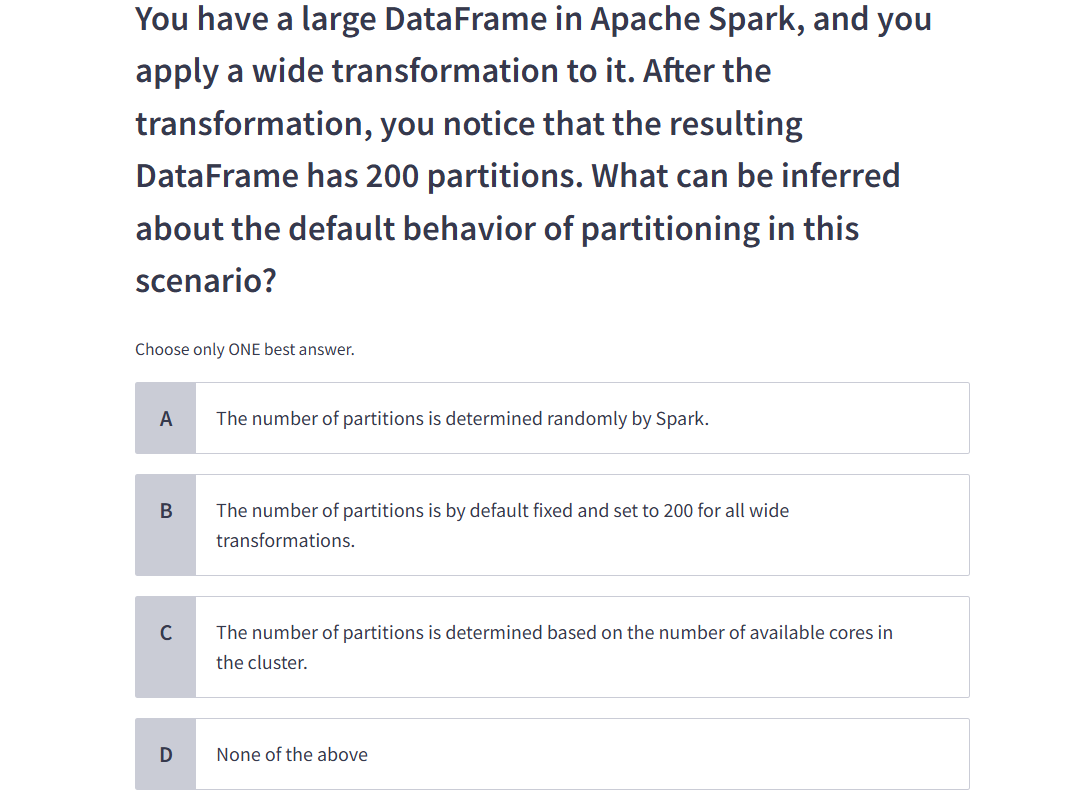 You have a large DataFrame in Apache Spark, and you
apply a wide transformation to it. After the
transformation, you notice that the resulting
DataFrame has 200 partitions. What can be inferred
about the default behavior of partitioning in this
scenario?
Choose only ONE best answer.
A The number of partitions is determined randomly by Spark.
B The number of partitions is by default fixed and set to 200 for all wide
transformations.
C The number of partitions is determined based on the number of available cores in
the cluster.
D None of the above